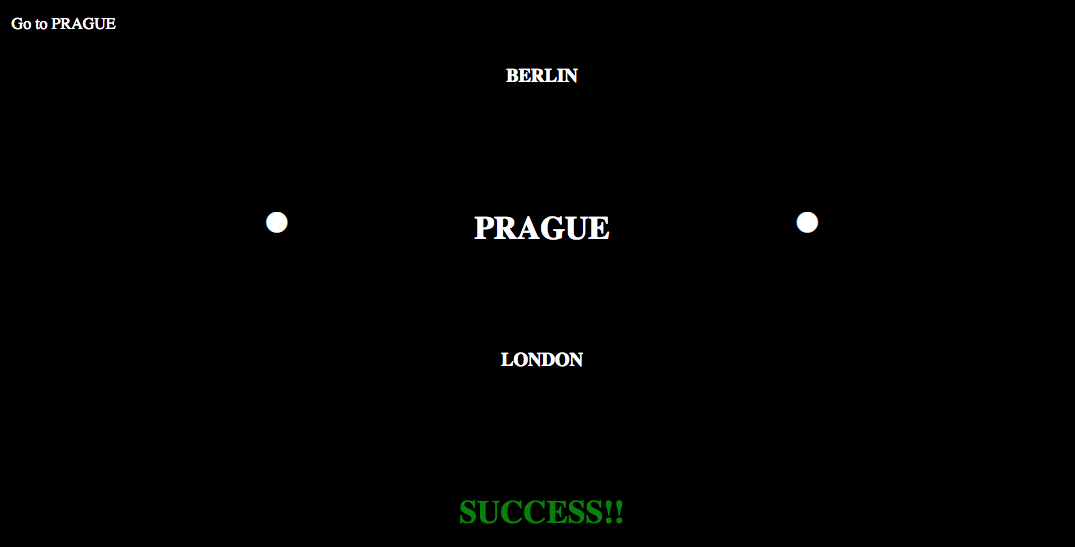 Go to PRAGUE
BERLIN
PRAGUE
LONDON
SUCCESS!!